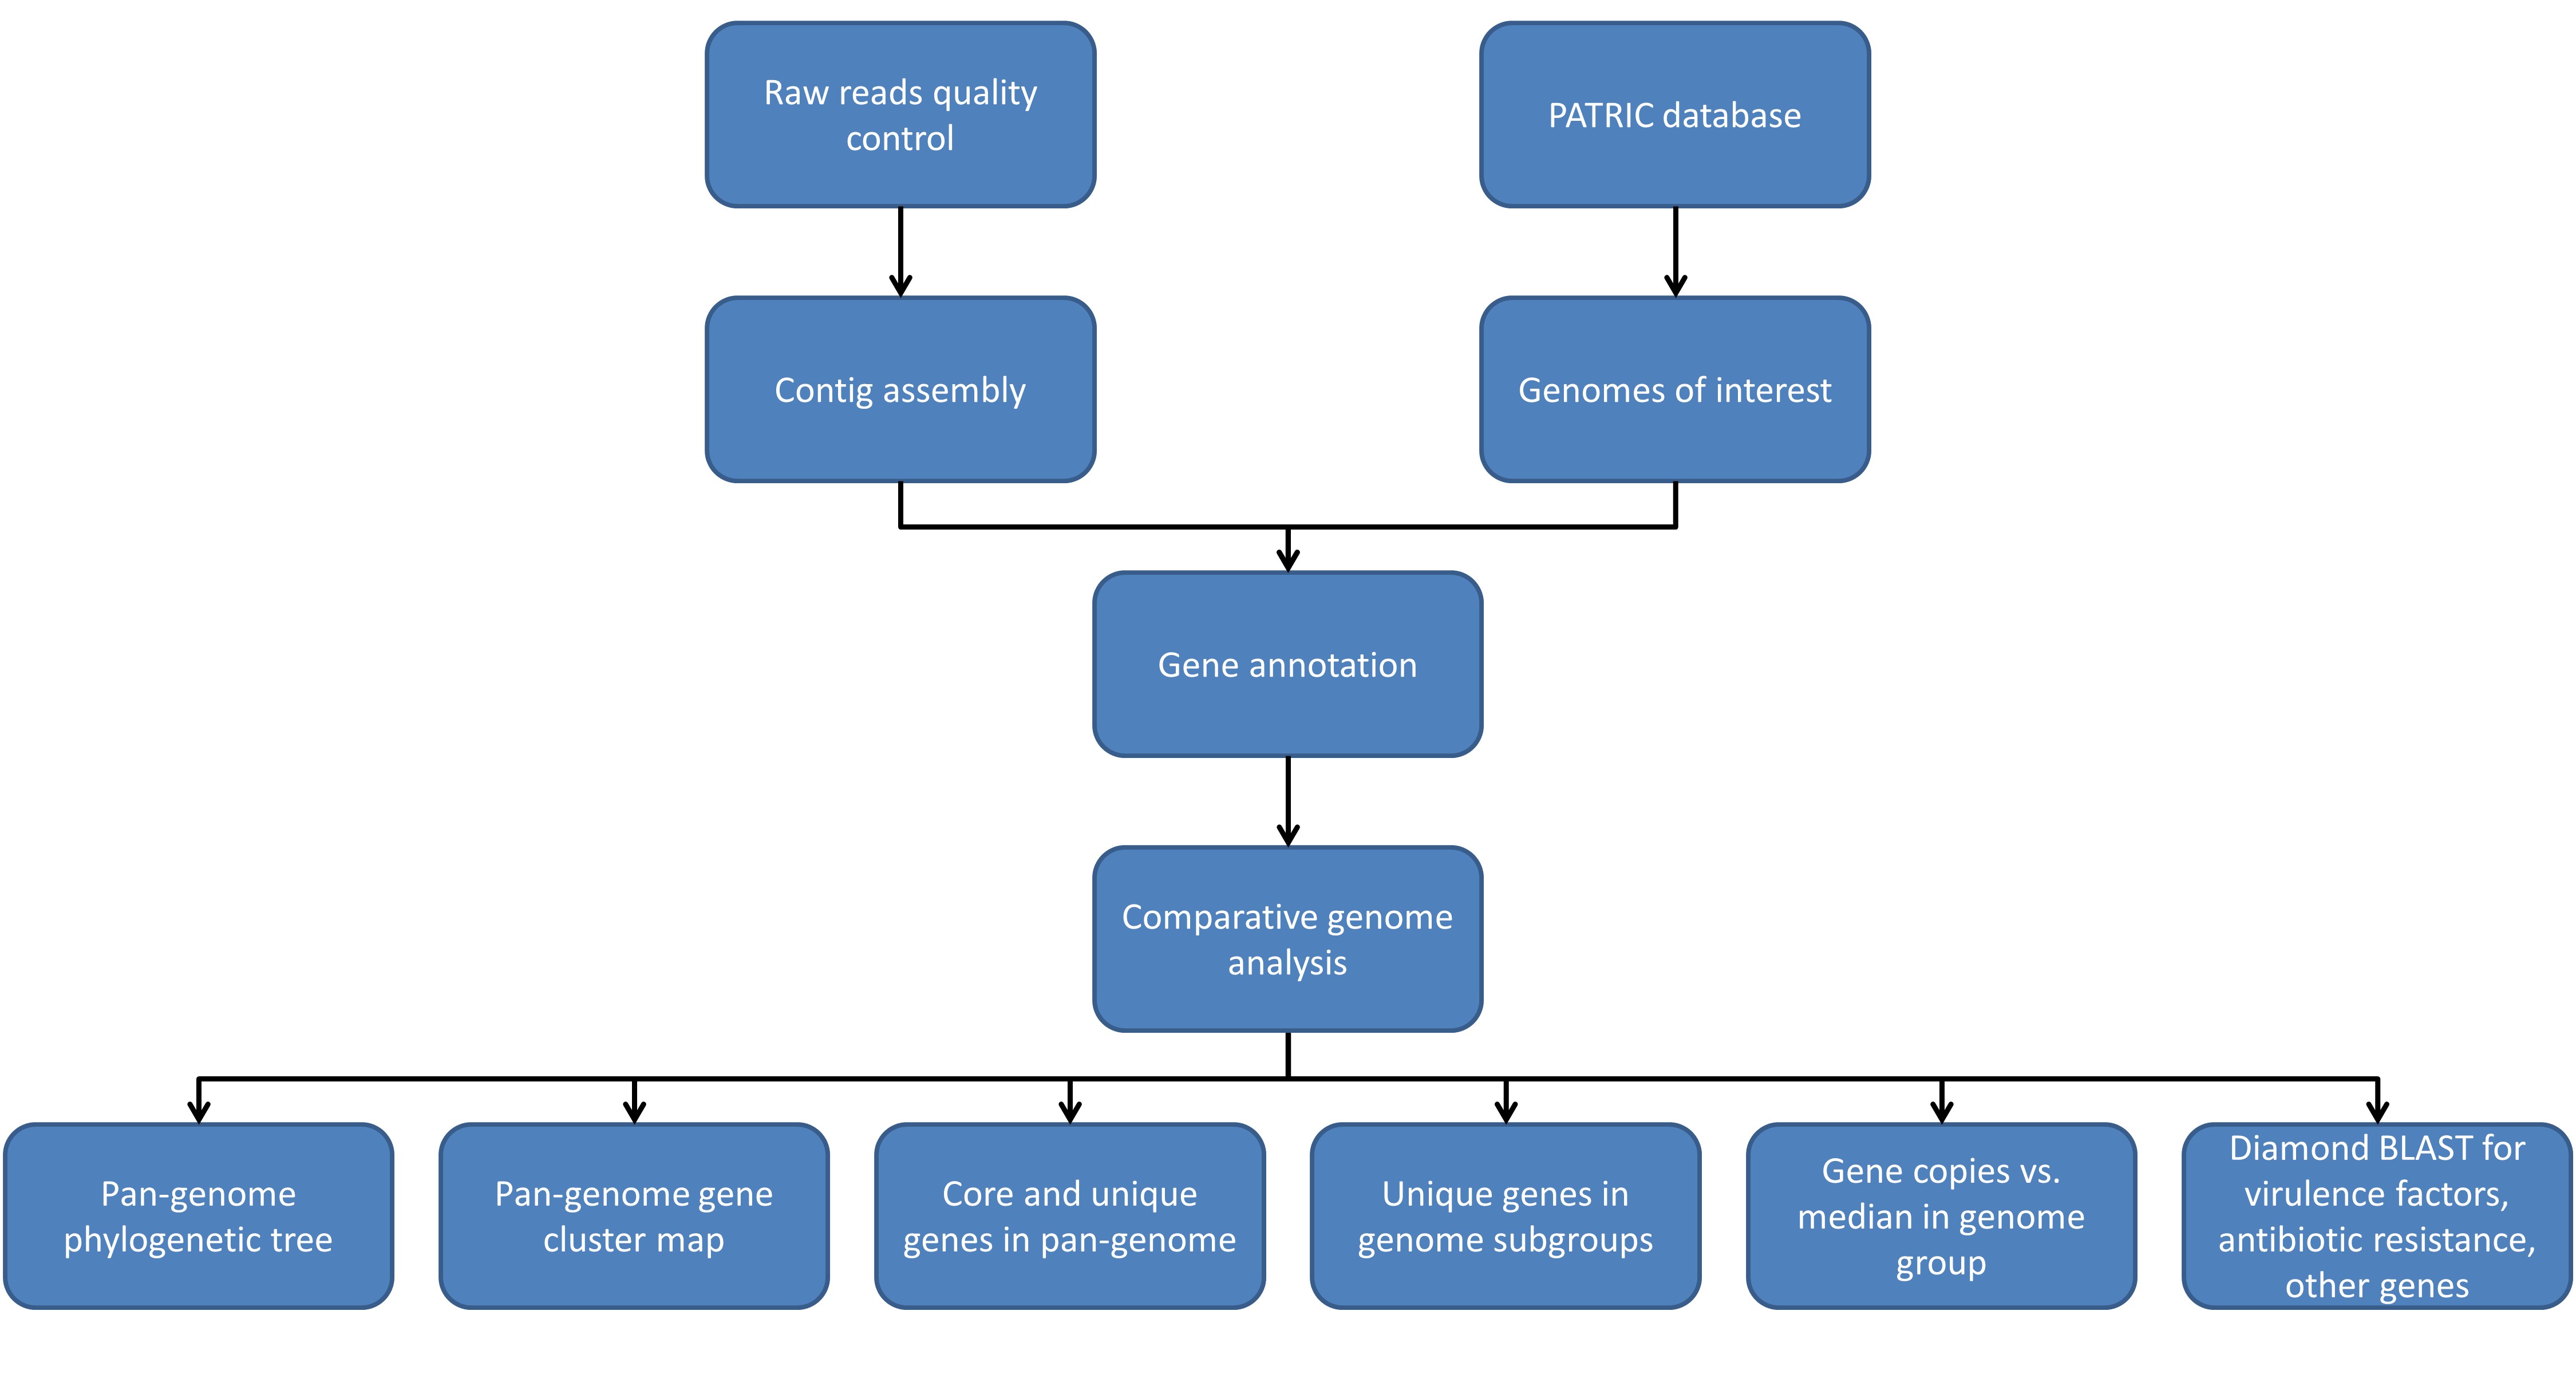 Raw reads quality
control
PATRIC database
Contig assembly
Genomes of interest
Gene annotation
Comparative genome
analysis
Pan-genome
phylogenetic tree
Pan-genome gene
cluster map
Core and unique
genes in pan-genome
Unique genes in
genome subgroups
Gene copies vs.
median in genome
group
Diamond BLAST for
virulence factors,
antibiotic resistance,
other genes